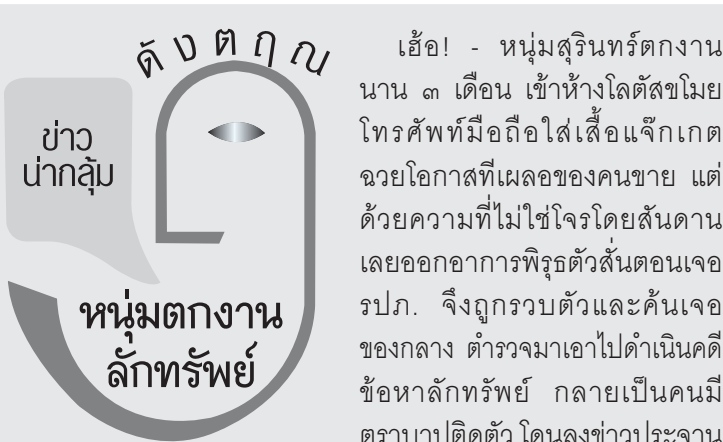 ดังตฤณ
ข่าว
น่ากลุ้ม
หนุ่มตกงาน
ลักทรัพย์
เฮ้อ! - หนุ่มสุรินทร์ตกงาน
นาน ๓ เดือน เข้าห้างโลตัสขโมย
โทรศัพท์มือถือใส่เสื้อแจ๊กเกต
ฉวยโอกาสที่เผลอของคนขาย แต่
ด้วยความที่ไม่ใช่โจรโดยสันดาน
เลยออกอาการพิรุธตัวสั่นตอนเจอ
รปภ. จึงถูกรวบตัวและค้นเจอ
ของกลาง ตำรวจมาเอาไปดำเนินคดี
ข้อหาลักทรัพย์ กลายเป็นคนมี
ตราบาปติดตัว โดนลงข่าวประจาน